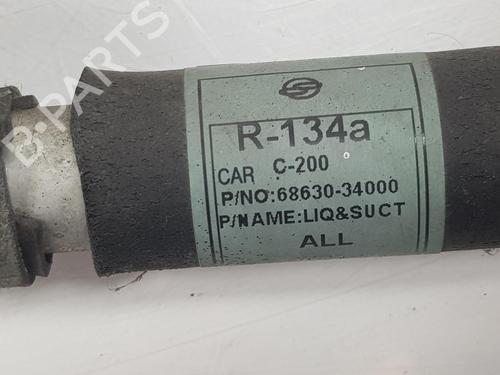 B-PARTS
R-134a
CAR C-200
P/NO:68630-34000
P/NAME:LIQ&SUCT
ALL